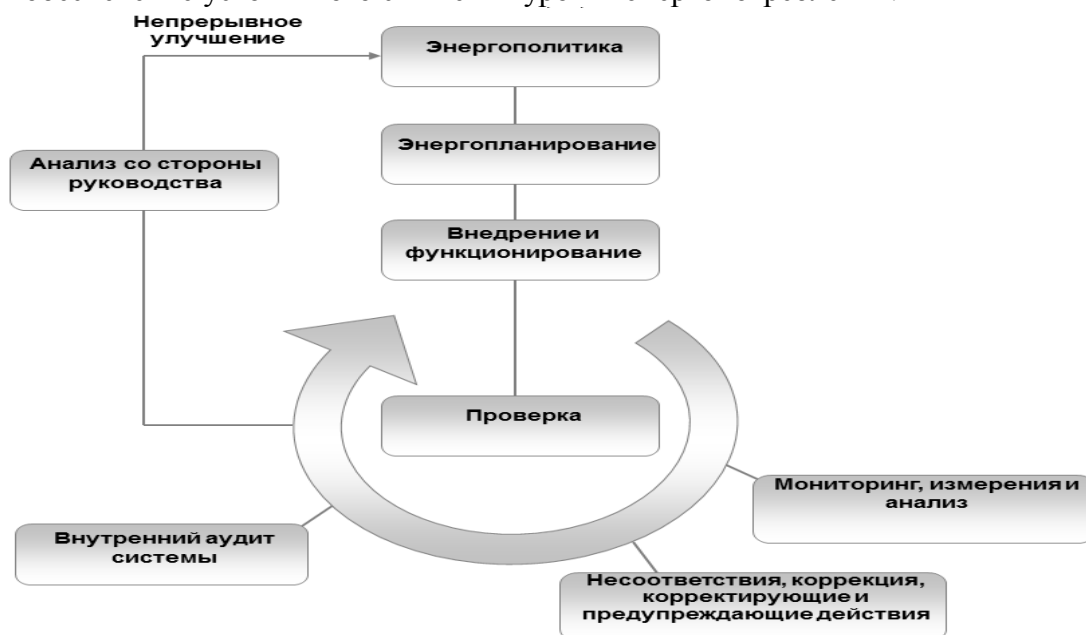 Непрерывное
улучшение
Энергополитика
Энергопланирование
Анализ со стороны
руководства
Внедрение и
функционирование
Проверка
Мониторинг, измерения и
анализ
Внутренний аудит
системы
Несоответствия, коррекция,
корректирующие и
предупреждающие действия